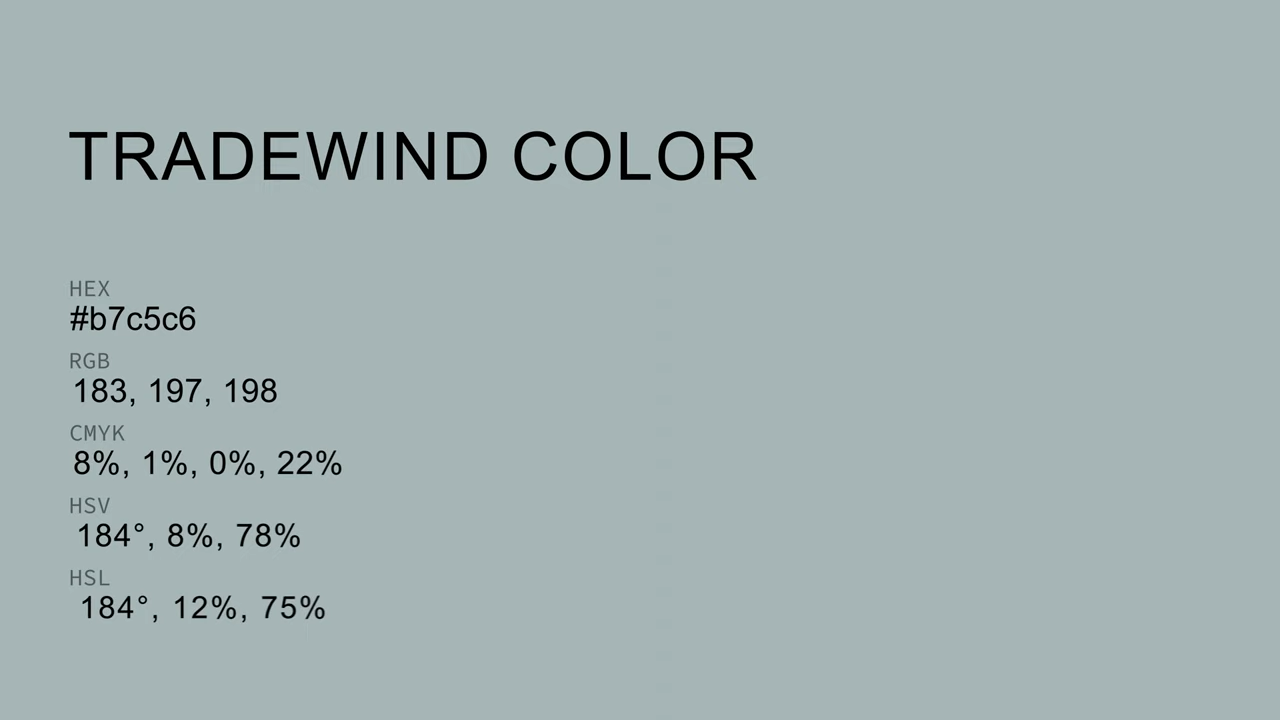 TRADEWIND COLOR
HEX
#b7c5c6
RGB
183, 197, 198
CMYK
8%, 1%, 0%, 22%
HSV
184°, 8%, 78%
HSL
184°, 12%, 75%